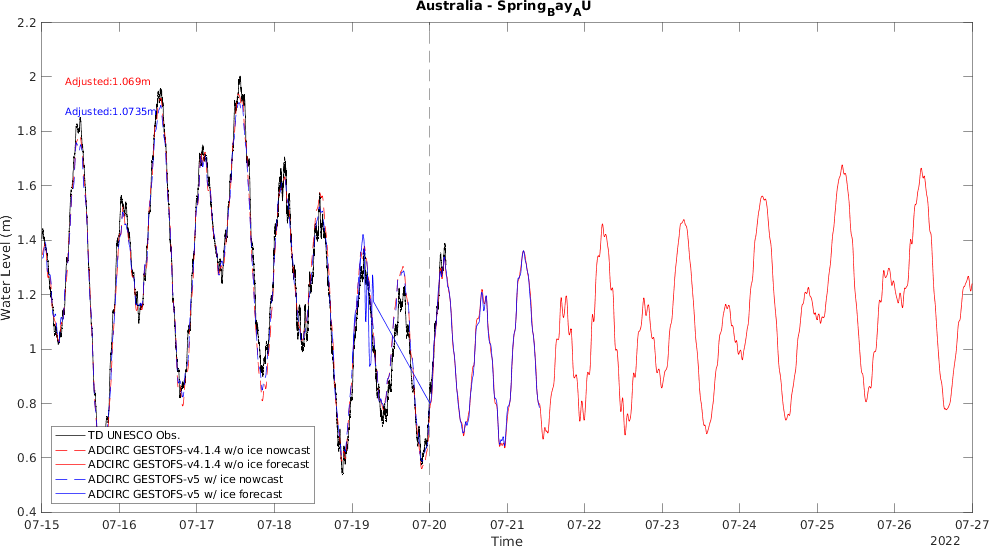 Australia - Spring_Bay_AU
2.2
2
1.8
1.6
1.4
1.2
1
0.8
0.6
0.4
Water Level (m)
Adjusted:1.069m
Adjusted:1.0735m
TD UNESCO Obs.
ADCIRC GESTOFS-v4.1.4 w/o ice nowcast
ADCIRC GESTOFS-v4.1.4 w/o ice forecast
ADCIRC GESTOFS-v5 w/ ice nowcast
ADCIRC GESTOFS-v5 w/ ice forecast
07-15 07-16 07-17 07-18 07-19 07-20 07-21 07-22 07-23 07-24 07-25 07-26 07-27
Time
2022